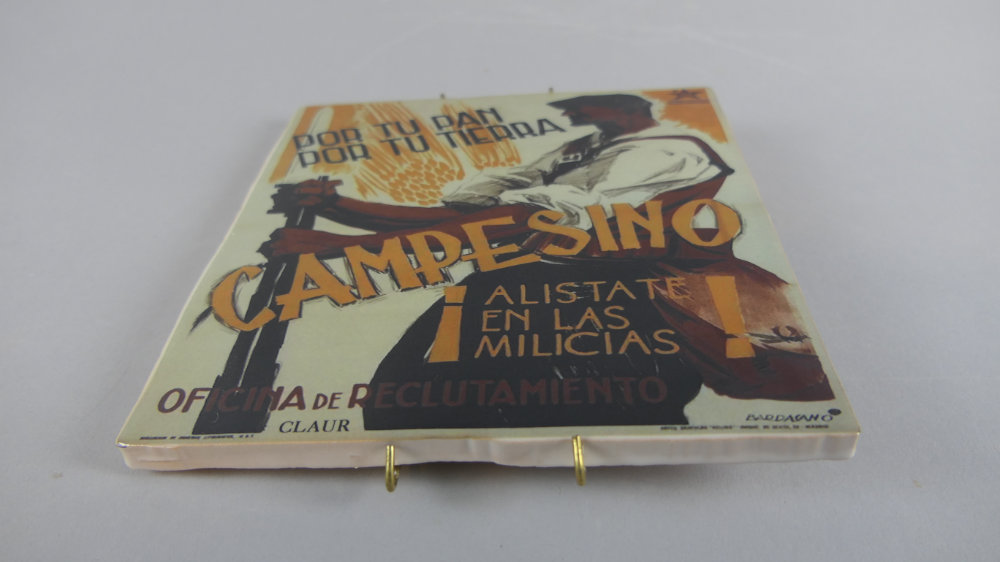 POR TU PAN
POR TU TIERRA
CAMPESINO
¡ALISTATE
EN LAS
MILICIAS!
OFICINA DE RECLUTAMIENTO
CLAUR
BARDASANO